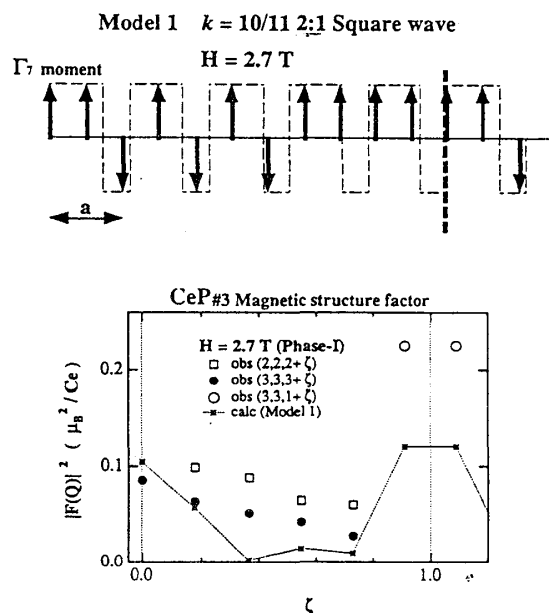 Model 1 k = 10/11 2:1 Square wave
Γ7 moment
H = 2.7 T
a
CeP#3 Magnetic structure factor
H = 2.7 T (Phase-I)
obs (2,2,2+ ζ)
obs (3,3,3+ ζ)
obs (3,3,1+ ζ)
calc (Model 1)
|F(Q)|² ( μB²/Ce)
0.2
0.1
0.0
0.0 1.0
ζ